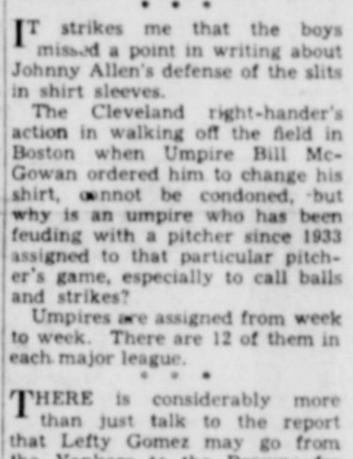 * * *
IT strikes me that the boys
missed a point in writing about
Johnny Allen's defense of the slits
in shirt sleeves.
The Cleveland right-hander's
action in walking off the field in
Boston when Umpire Bill Mc-
Gowan ordered him to change his
shirt, cannot be condoned, but
why is an umpire who has been
feuding with a pitcher since 1933
assigned to that particular pitch-
er's game, especially to call balls
and strikes?
Umpires are assigned from week
to week. There are 12 of them in
each major league.
* * *
THERE is considerably more
than just talk to the report
that Lefty Gomez may go from
the Yankees to the